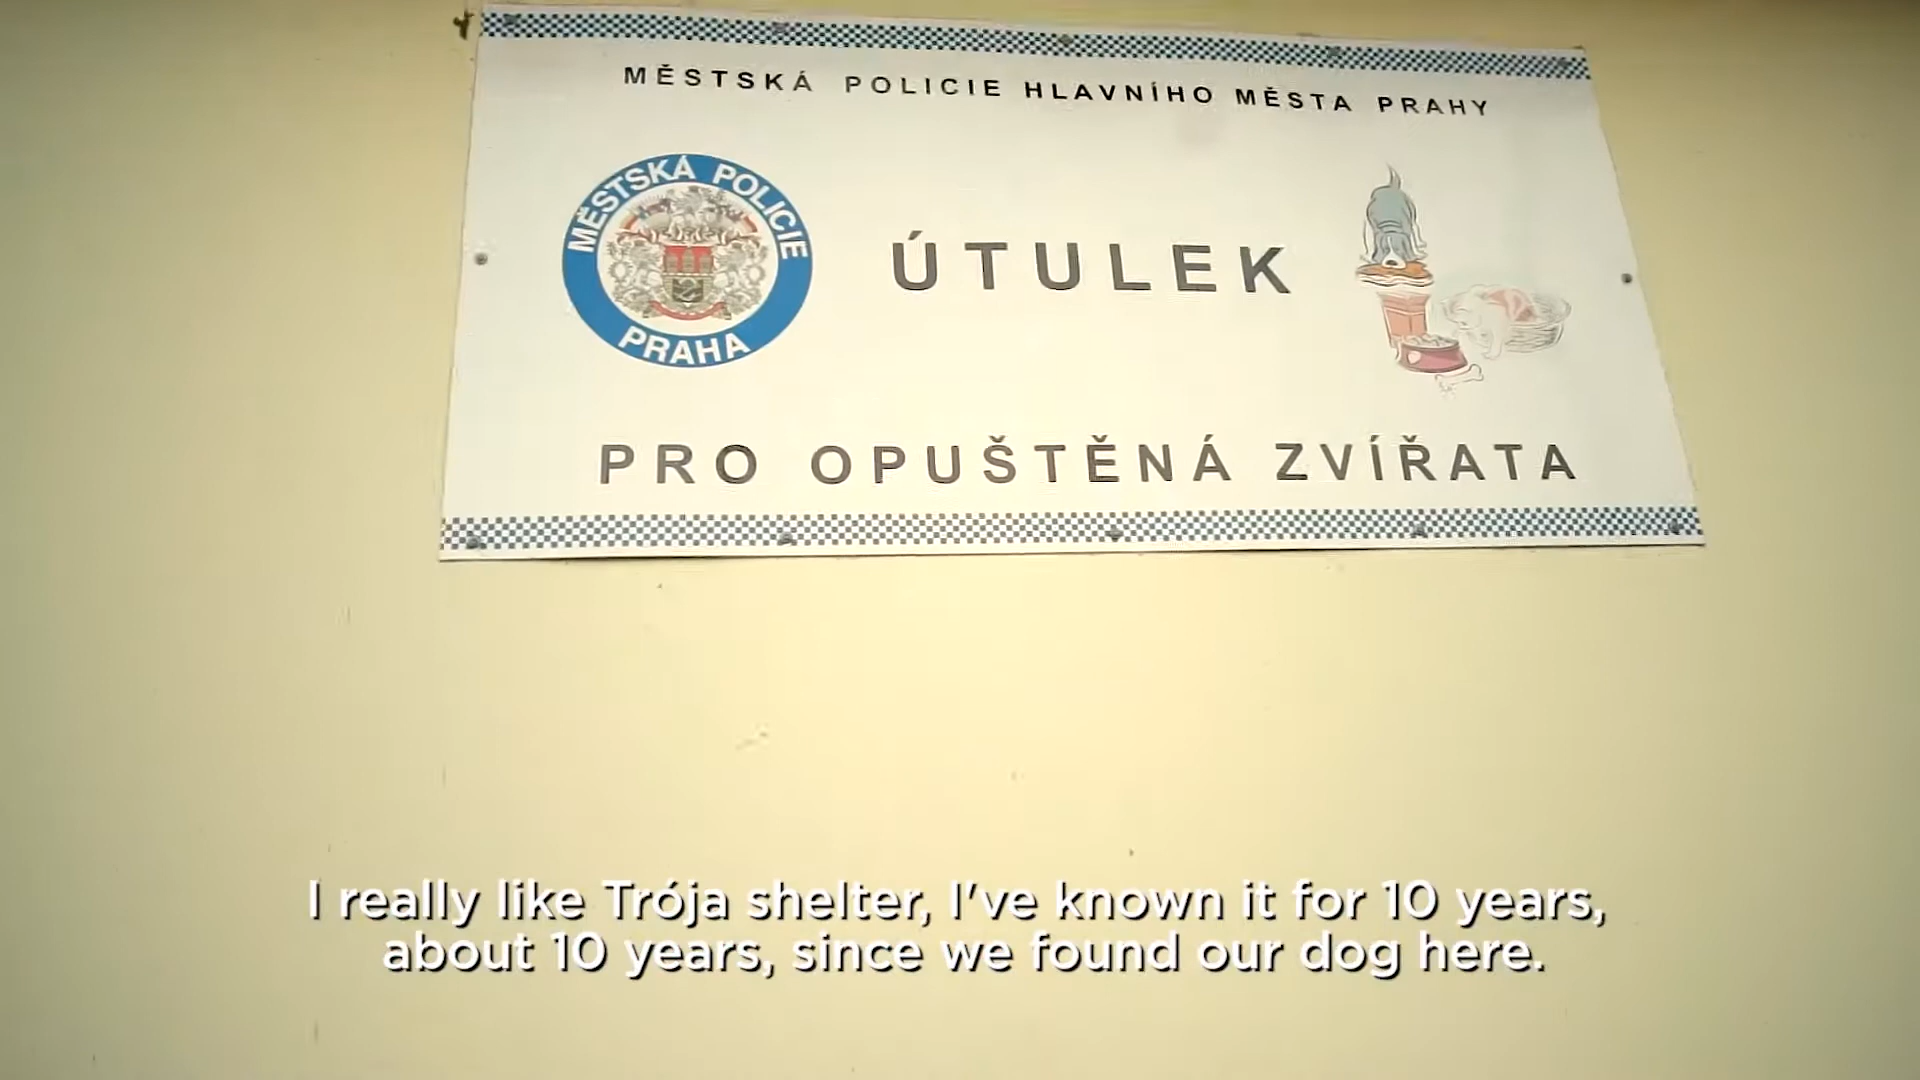 MĚSTSKÁ POLICIE HLAVNÍHO MĚSTA PRAHY
MĚSTSKÁ POLICIE
PRAHA
ÚTULEK
PRO OPUŠTĚNÁ ZVÍŘATA
I really like Trója shelter, I've known it for 10 years,
about 10 years, since we found our dog here.